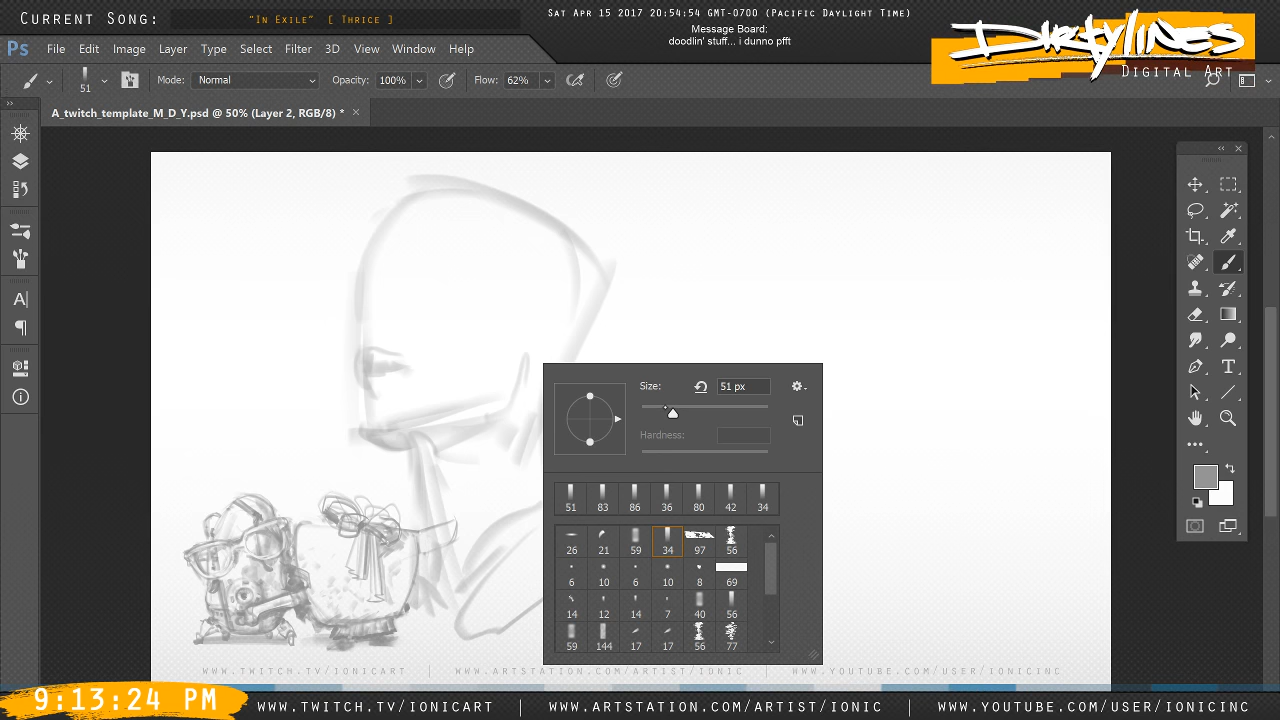 Current Song: "In Exile" [ Thrice ]
Sat Apr 15 2017 20:54:54 GMT-0700 (Pacific Daylight Time)
Message Board:
doodlin' stuff... i dunno pfft
DirtyLines
Digital Art
Ps File Edit Image Layer Type Select Filter 3D View Window Help
51 Mode: Normal Opacity: 100% Flow: 62%
A_twitch_template_M_D_Y.psd @ 50% (Layer 2, RGB/8) * ×
Size: 51 px
Hardness:
51 83 86 36 80 42 34
26 21 59 34 97 56
6 10 6 10 8 69
14 12 14 7 40 56
59 144 17 17 56 77
www.twitch.tv/ionicart | www.artstation.com/artist/ionic | www.youtube.com/user/ionicinc
9:13:24 PM
www.twitch.tv/ionicart | www.artstation.com/artist/ionic | www.youtube.com/user/ionicinc